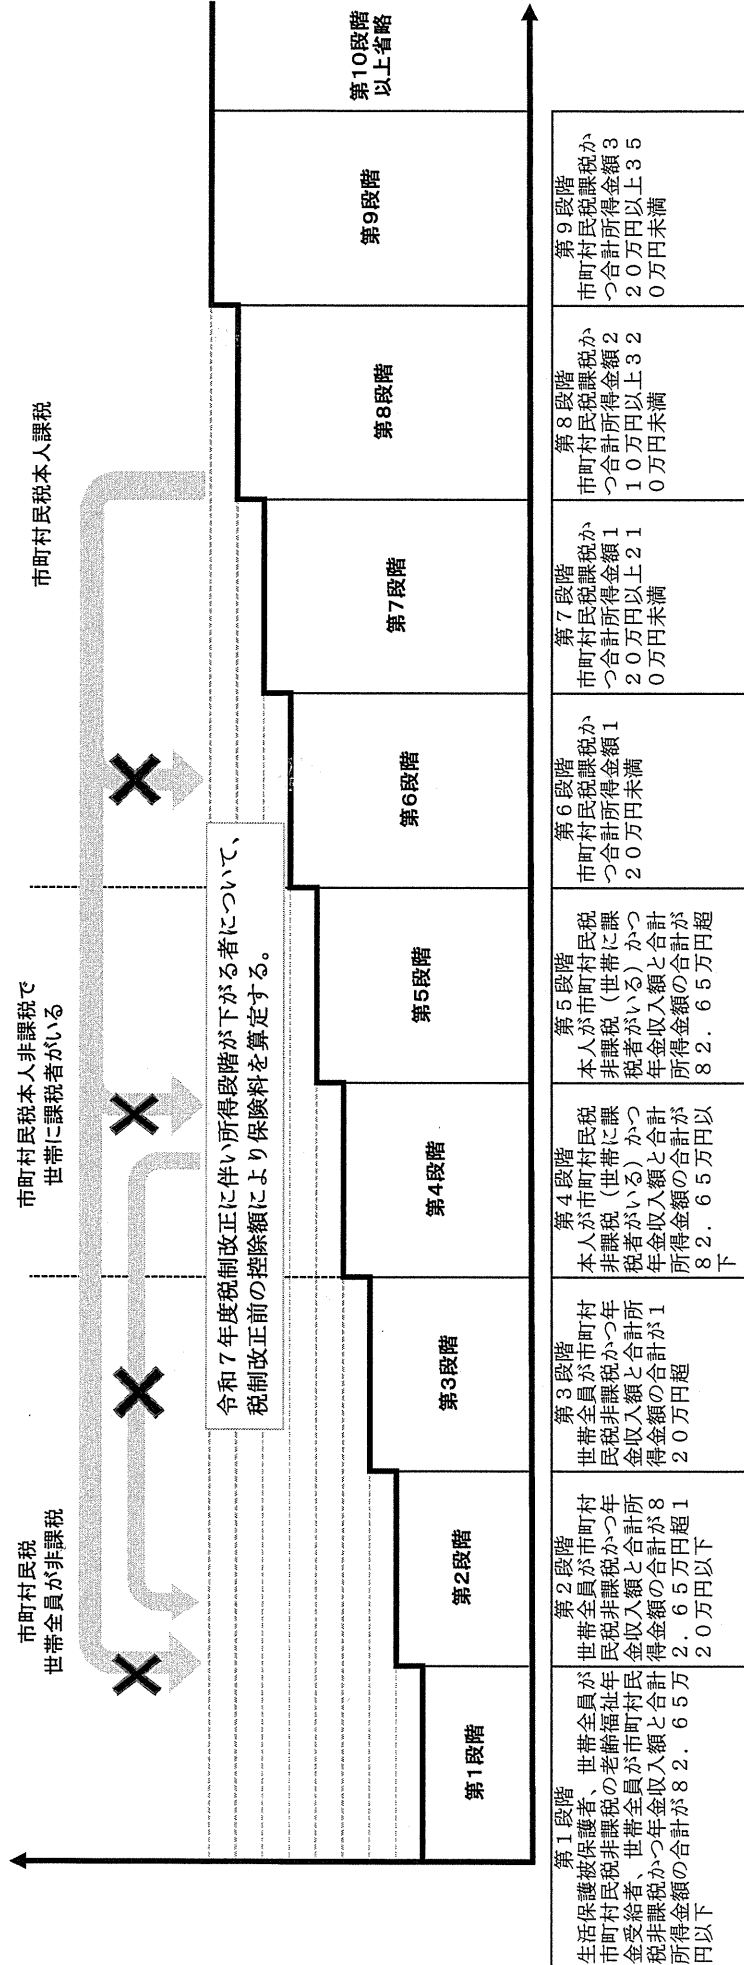 市町村民税
世帯全員が非課税
市町村民税本人非課税で
世帯に課税者がいる
市町村民税本人課税
令和7年度税制改正に伴い所得段階が下がる者について、
税制改正前の控除額により保険料を算定する。
第1段階
第2段階
第3段階
第4段階
第5段階
第6段階
第7段階
第8段階
第9段階
第10段階
以上省略
第1段階
生活保護被保護者、世帯全員が
市町村民税非課税の老齢福祉年
金受給者、世帯全員が市町村民
税非課税かつ年金収入額と合計
所得金額の合計が82.65万
円以下
第2段階
世帯全員が市町村
民税非課税かつ年
金収入額と合計所
得金額の合計が8
2.65万円超1
20万円以下
第3段階
世帯全員が市町村
民税非課税かつ年
金収入額と合計所
得金額の合計が1
20万円超
第4段階
本人が市町村民税
非課税（世帯に課
税者がいる）かつ
年金収入額と合計
所得金額の合計が
82.65万円以
下
第5段階
本人が市町村民税
非課税（世帯に課
税者がいる）かつ
年金収入額と合計
所得金額の合計が
82.65万円超
第6段階
市町村民税課税か
つ合計所得金額1
20万円未満
第7段階
市町村民税課税か
つ合計所得金額1
20万円以上21
0万円未満
第8段階
市町村民税課税か
つ合計所得金額2
10万円以上32
0万円未満
第9段階
市町村民税課税か
つ合計所得金額3
20万円以上35
0万円未満